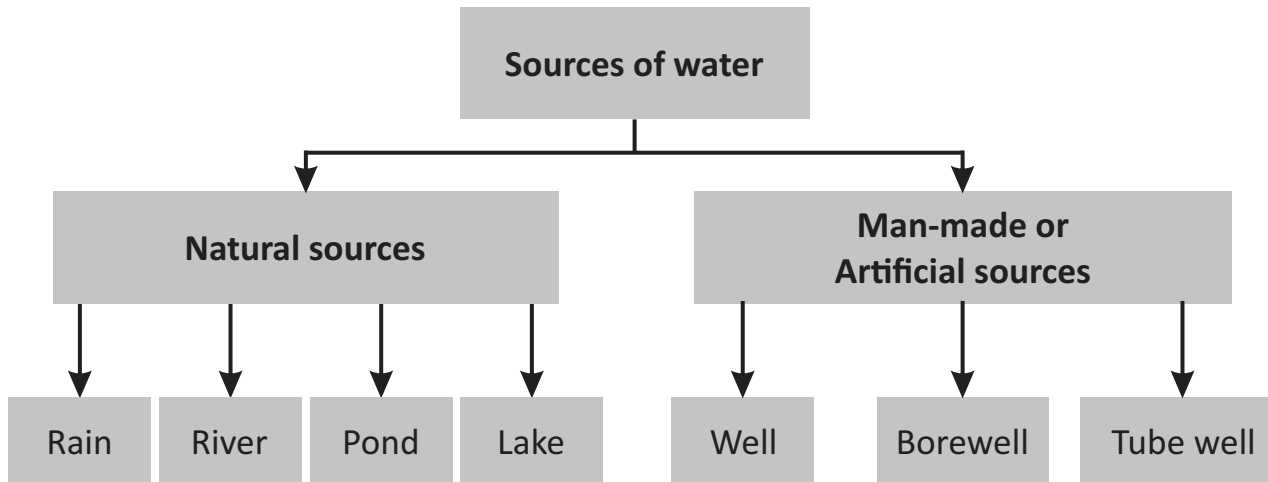 Sources of water
Natural sources
Man-made or
Artificial sources
Rain
River
Pond
Lake
Well
Borewell
Tube well